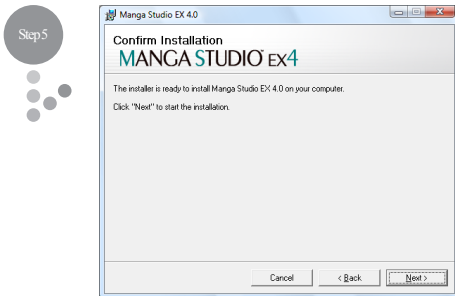 Step 5
Manga Studio EX 4.0
Confirm Installation
MANGA STUDIO™ EX4
The installer is ready to install Manga Studio EX 4.0 on your computer.
Click "Next" to start the installation.
Cancel
< Back
Next >